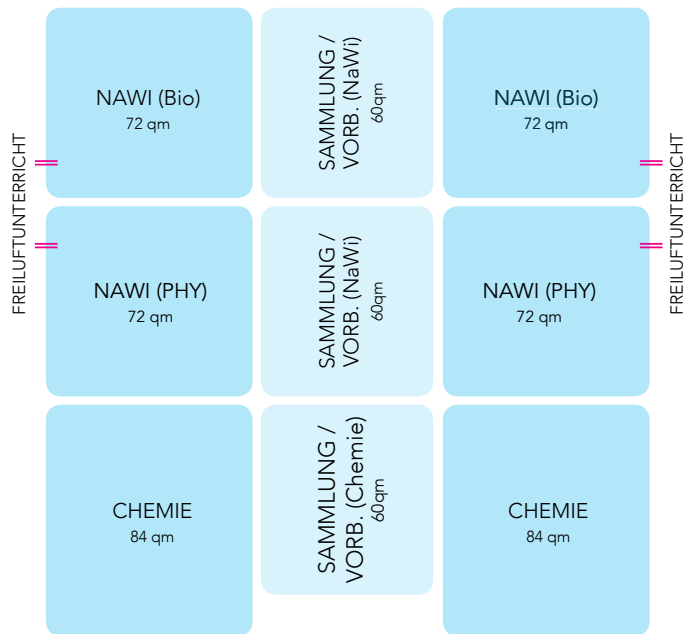 NAWI (Bio)
72 qm
SAMMLUNG /
VORB. (NaWi)
60qm
NAWI (Bio)
72 qm
FREILUFTUNTERRICHT
FREILUFTUNTERRICHT
NAWI (PHY)
72 qm
SAMMLUNG /
VORB. (NaWi)
60qm
NAWI (PHY)
72 qm
CHEMIE
84 qm
SAMMLUNG /
VORB. (Chemie)
60qm
CHEMIE
84 qm